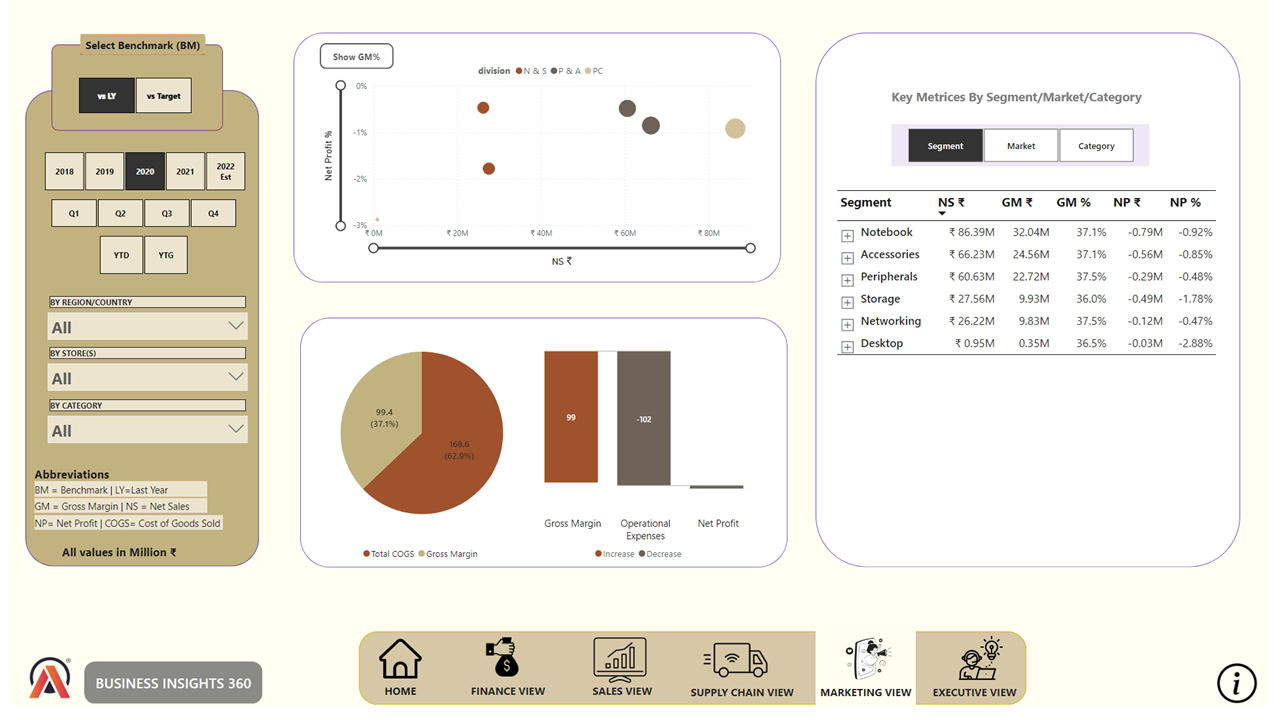 Select Benchmark (BM)
vs LY
vs Target
2018
2019
2020
2021
2022
Est
Q1
Q2
Q3
Q4
YTD
YTG
BY REGION/COUNTRY
All
BY STORE(S)
All
BY CATEGORY
All
Abbreviations
BM = Benchmark | LY=Last Year
GM = Gross Margin | NS = Net Sales
NP= Net Profit | COGS= Cost of Goods Sold
All values in Million ₹
Show GM%
division N & S P & A PC
Net Profit %
0%
-1%
-2%
-3%
₹ 0M ₹ 20M ₹ 40M ₹ 60M ₹ 80M
NS ₹
99.4
(37.1%)
168.6
(62.9%)
Total COGS Gross Margin
99
-102
Gross Margin
Operational
Expenses
Net Profit
Increase Decrease
Key Metrices By Segment/Market/Category
Segment
Market
Category
Segment NS ₹ GM ₹ GM % NP ₹ NP %
Notebook ₹ 86.39M 32.04M 37.1% -0.79M -0.92%
Accessories ₹ 66.23M 24.56M 37.1% -0.56M -0.85%
Peripherals ₹ 60.63M 22.72M 37.5% -0.29M -0.48%
Storage ₹ 27.56M 9.93M 36.0% -0.49M -1.78%
Networking ₹ 26.22M 9.83M 37.5% -0.12M -0.47%
Desktop ₹ 0.95M 0.35M 36.5% -0.03M -2.88%
BUSINESS INSIGHTS 360
HOME
FINANCE VIEW
SALES VIEW
SUPPLY CHAIN VIEW
MARKETING VIEW
EXECUTIVE VIEW
i